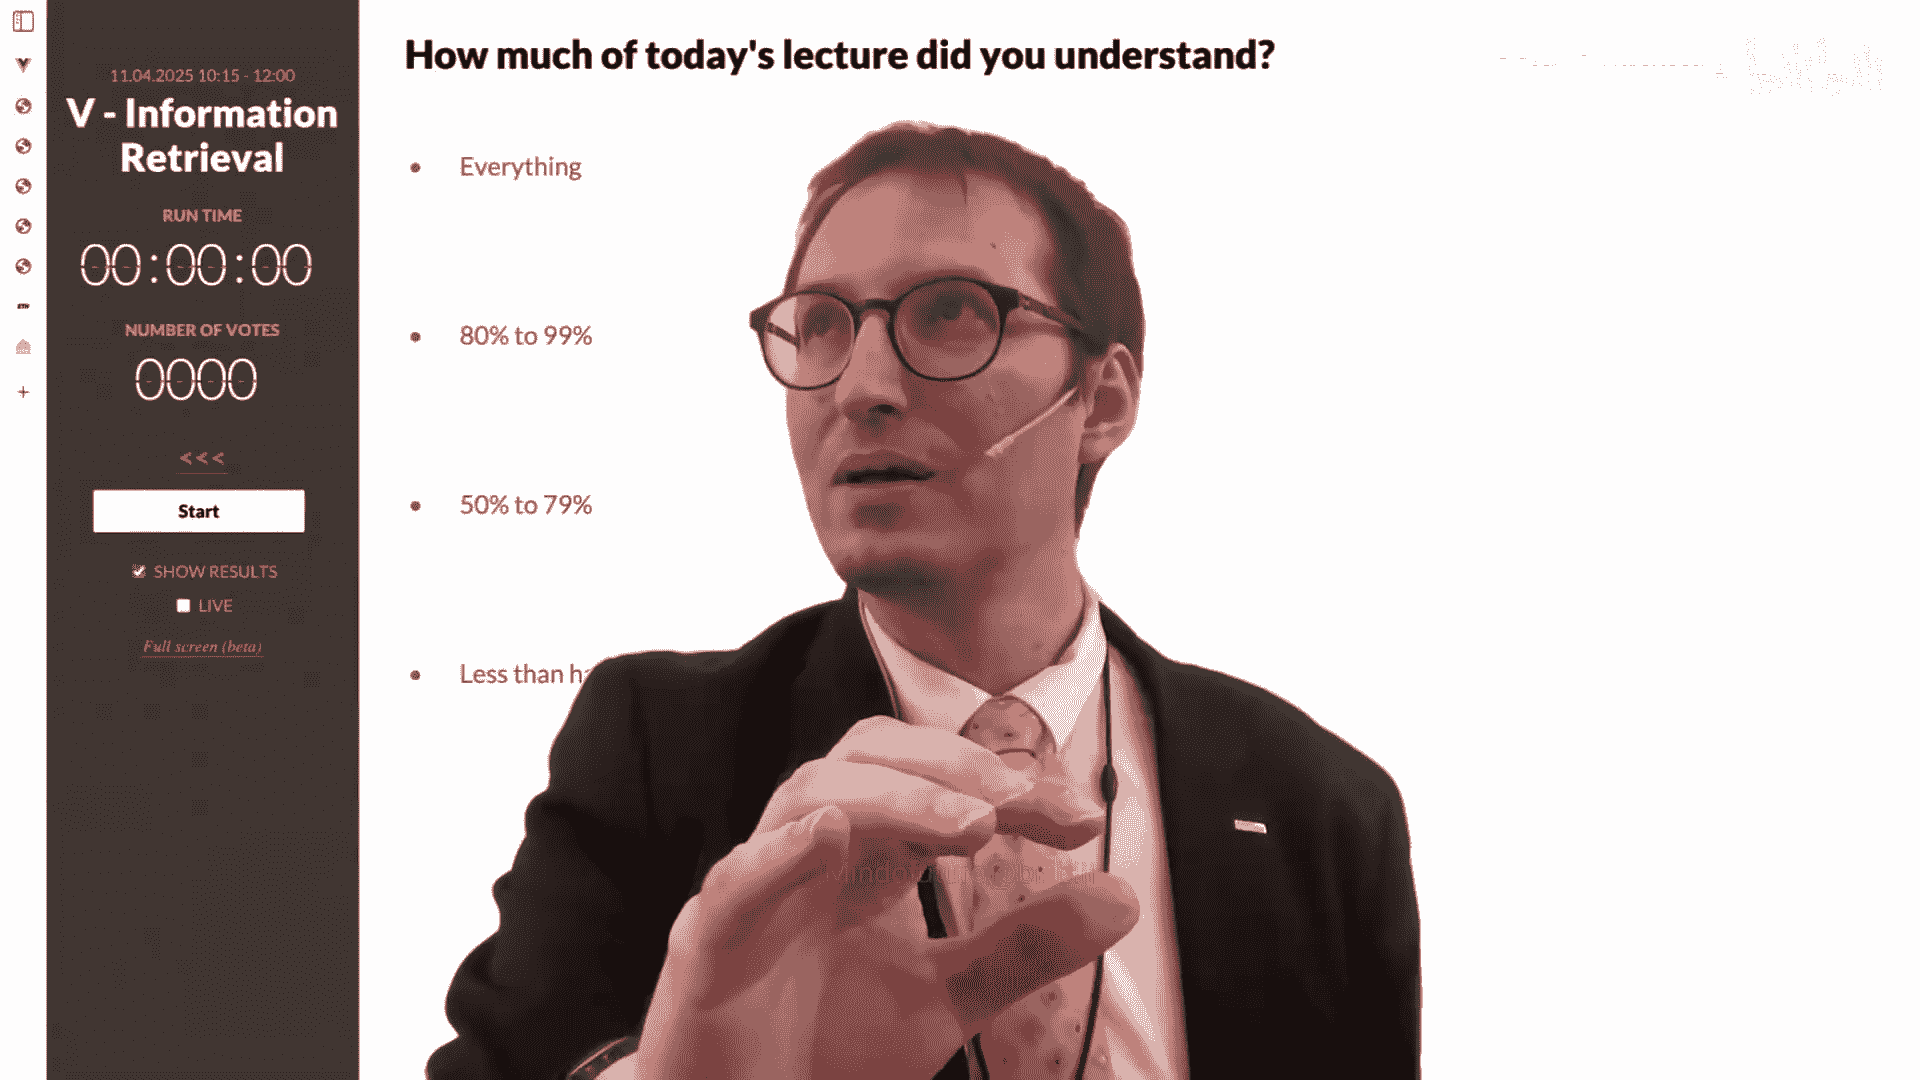 11.04.2025 10:15 - 12:00
V - Information
Retrieval
RUN TIME
00:00:00
NUMBER OF VOTES
0000
<<<
Start
SHOW RESULTS
LIVE
Full screen (beta)
How much of today's lecture did you understand?
Everything
80% to 99%
50% to 79%
Less than